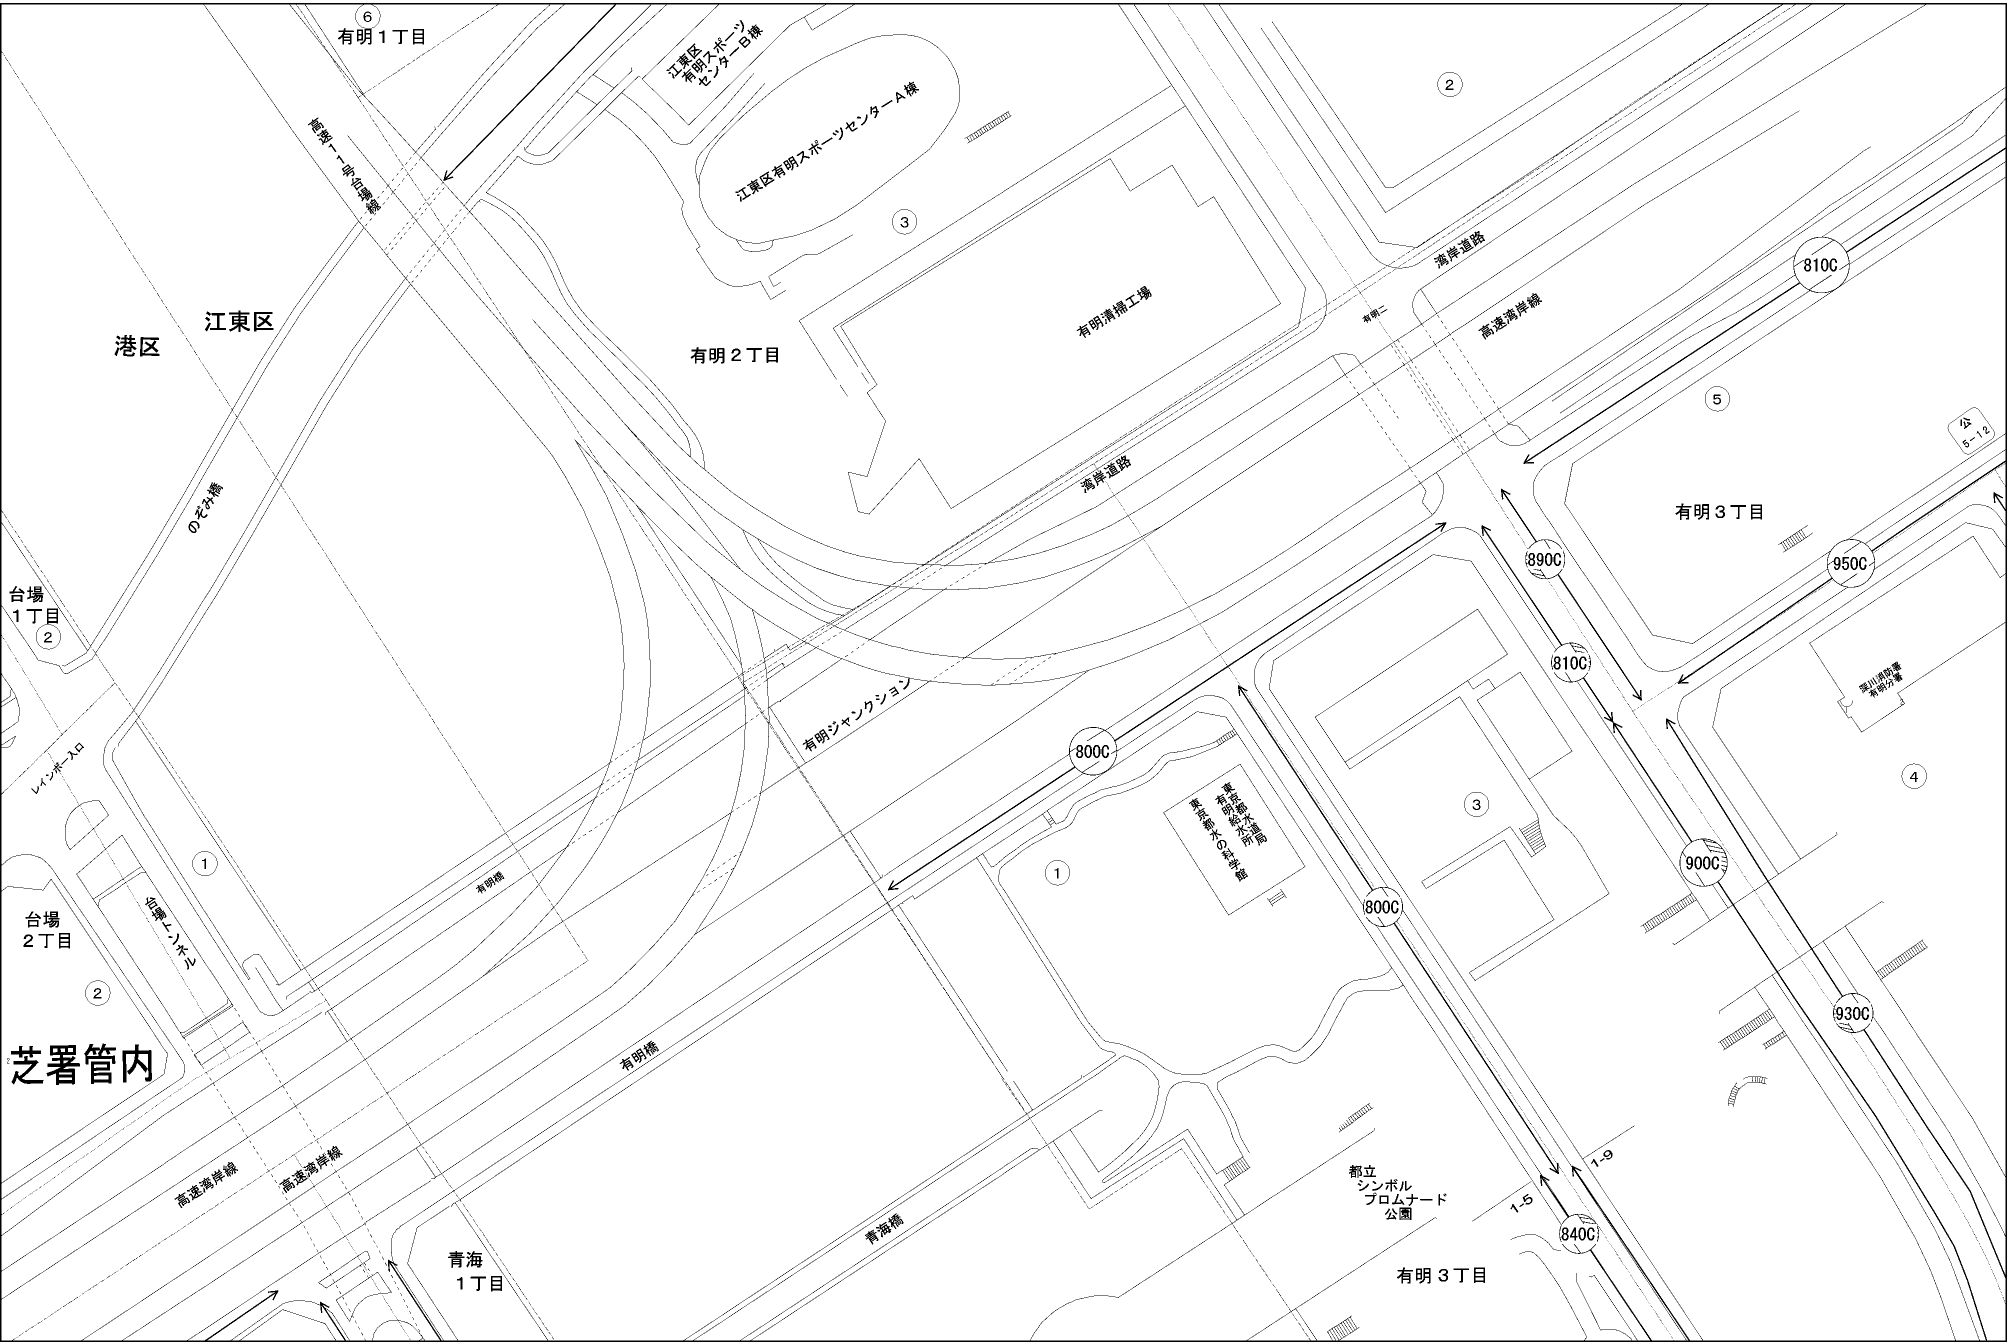 6
有明１丁目
江東区
有明スポーツ
センターＢ棟
2
高速１１号台場線
江東区有明スポーツセンターＡ棟
3
湾岸道路
810C
高速湾岸線
有明清掃工場
有明二
江東区
港区
有明２丁目
5
公
5-12
のぞみ橋
湾岸道路
有明３丁目
890C
950C
台場
１丁目
2
810C
深川消防署
有明分署
有明ジャンクション
800C
レインボー入口
東京都水道局
有明給水所
東京都水の科学館
3
4
1
900C
1
有明橋
台場トンネル
800C
台場
２丁目
2
930C
芝署管内
有明橋
高速湾岸線
高速湾岸線
1-9
都立
シンボル
プロムナード
公園
1-5
青海橋
840C
青海
１丁目
有明３丁目